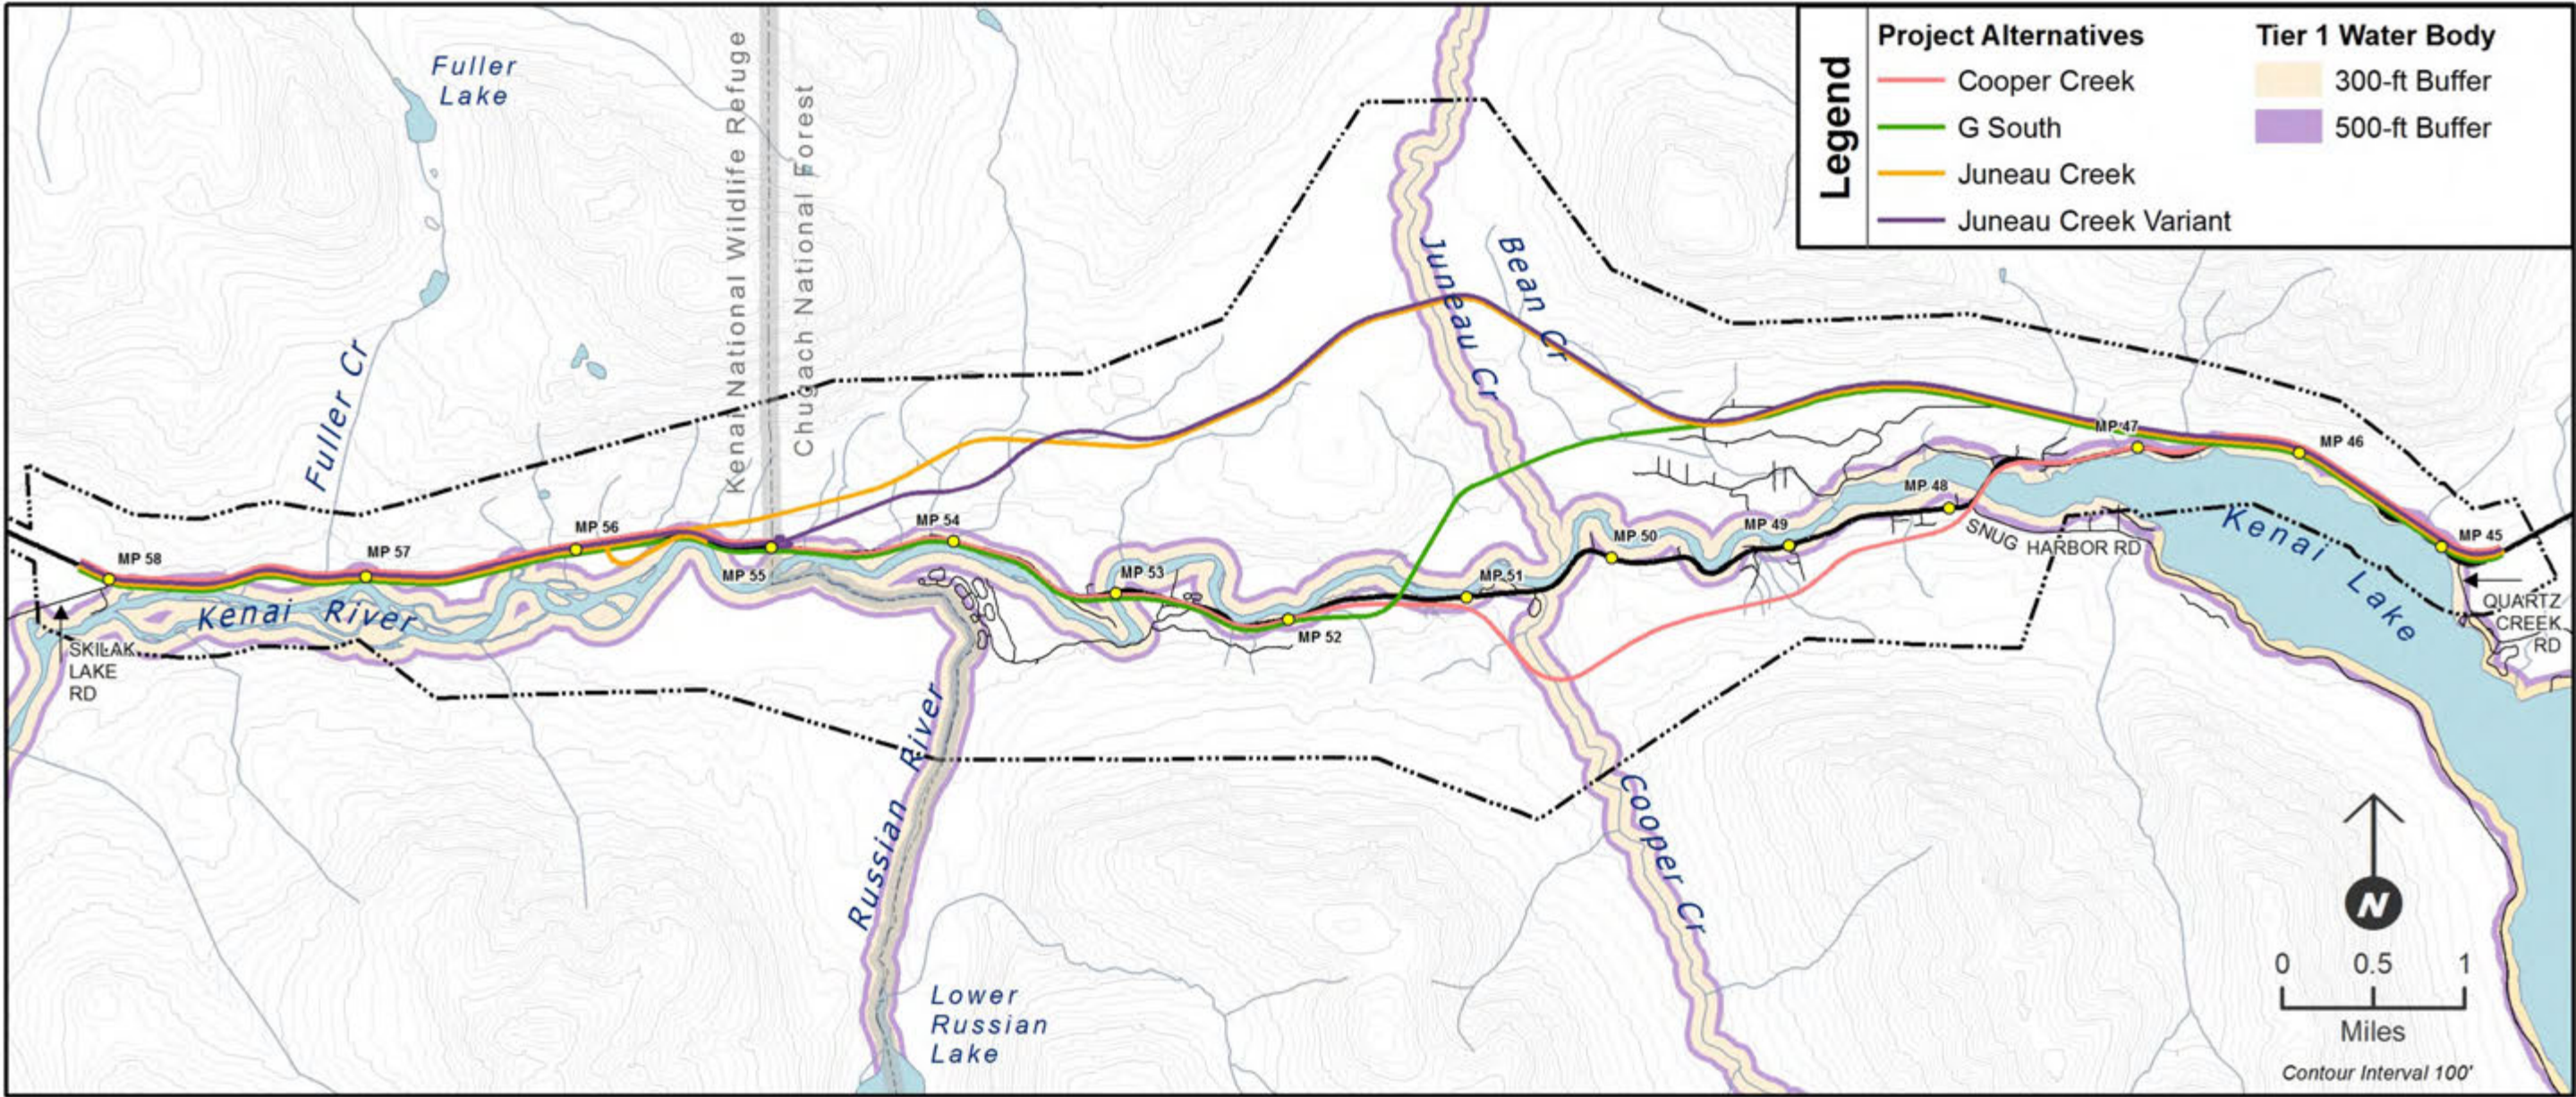 Legend
Project Alternatives
Cooper Creek
G South
Juneau Creek
Juneau Creek Variant
Tier 1 Water Body
300-ft Buffer
500-ft Buffer
Fuller
Lake
Kenai National Wildlife Refuge
Chugach National Forest
Fuller Cr
Juneau Cr
Bean Cr
MP 47
MP 46
MP 45
MP 48
MP 49
MP 50
MP 51
MP 52
MP 53
MP 54
MP 55
MP 56
MP 57
MP 58
SNUG HARBOR RD
Kenai Lake
QUARTZ
CREEK
RD
Kenai River
SKILAK
LAKE
RD
Russian River
Cooper Cr
Lower
Russian
Lake
N
0 0.5 1
Miles
Contour Interval 100'